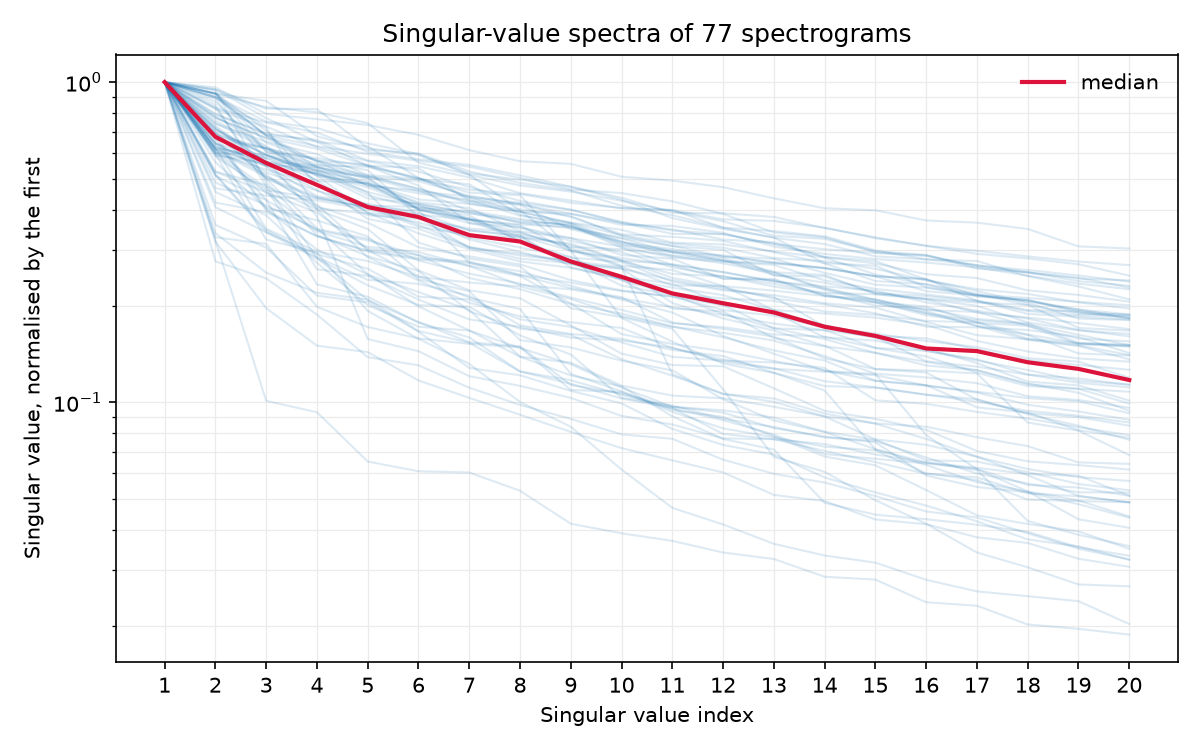 Singular-value spectra of 77 spectrograms
median
10⁰
10⁻¹
Singular value, normalised by the first
1 2 3 4 5 6 7 8 9 10 11 12 13 14 15 16 17 18 19 20
Singular value index